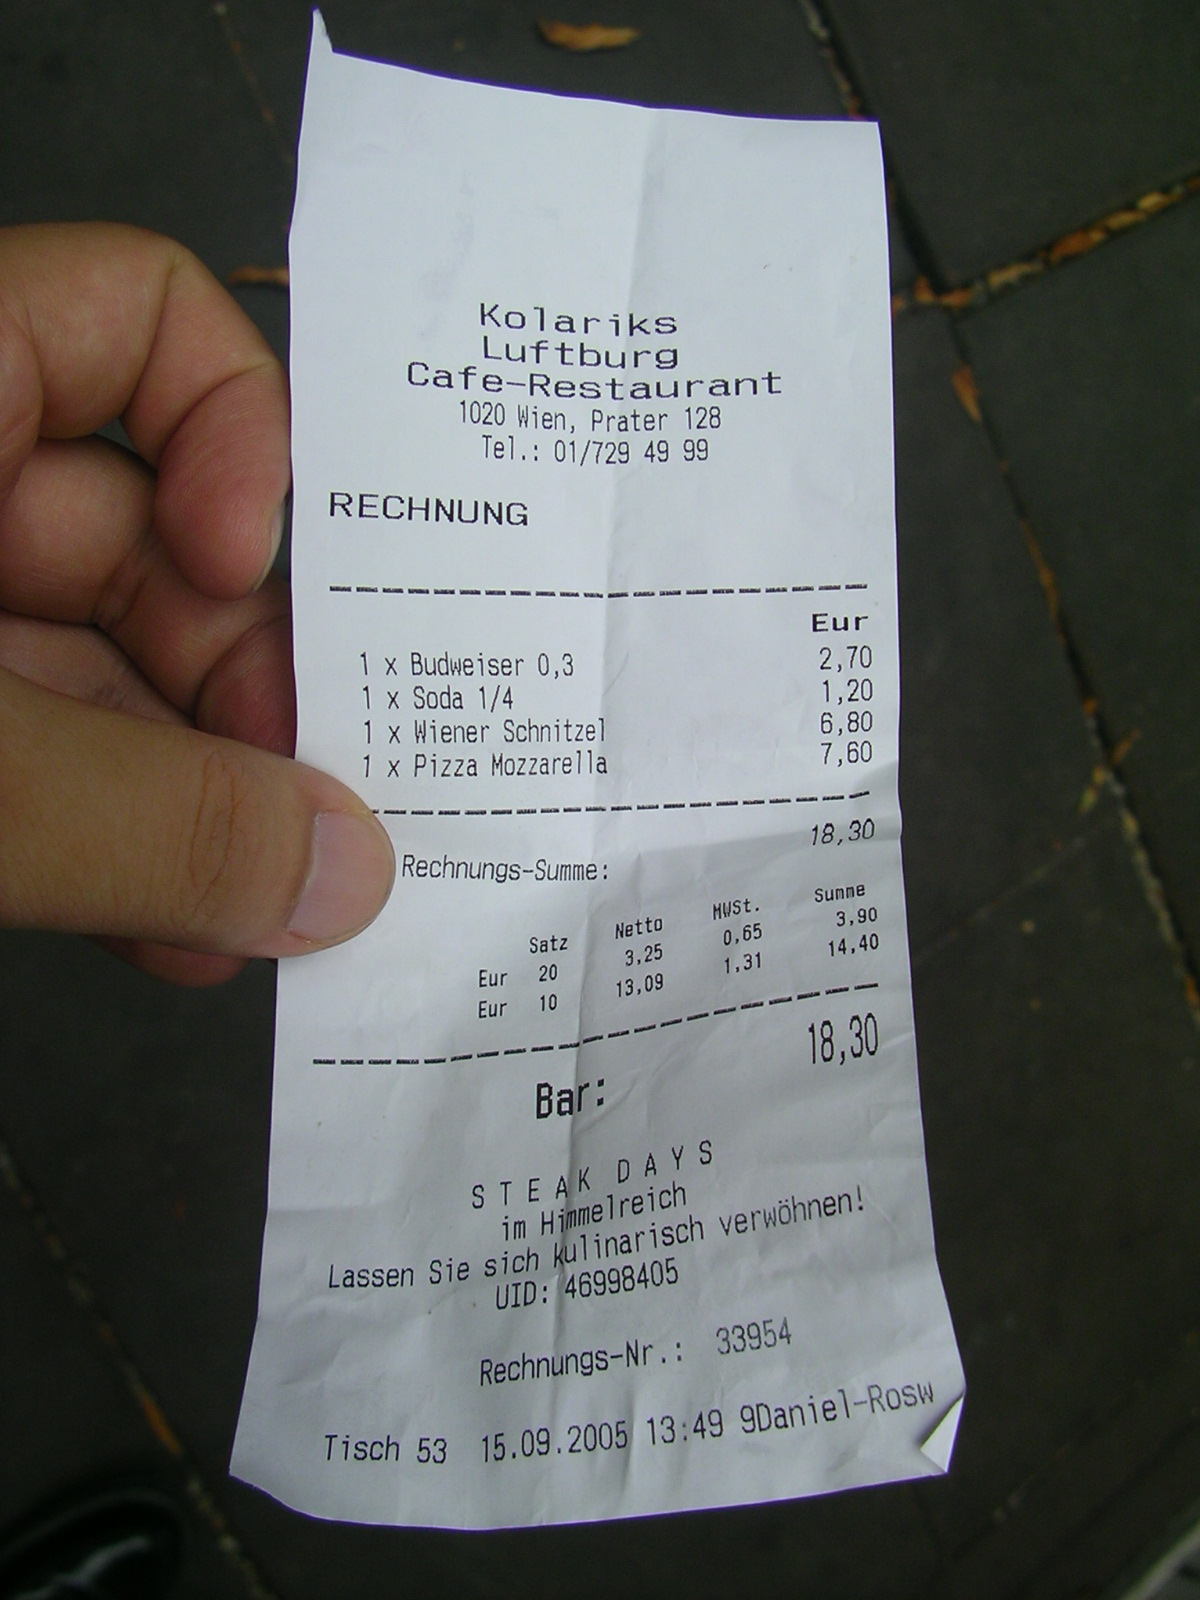 Kolariks
Luftburg
Cafe-Restaurant
1020 Wien, Prater 128
Tel.: 01/729 49 99
RECHNUNG
Eur
1 x Budweiser 0,3 2,70
1 x Soda 1/4 1,20
1 x Wiener Schnitzel 6,80
1 x Pizza Mozzarella 7,60
Rechnungs-Summe: 18,30
Satz Netto MWSt. Summe
Eur 20 3,25 0,65 3,90
Eur 10 13,09 1,31 14,40
Bar: 18,30
S T E A K D A Y S
im Himmelreich
Lassen Sie sich kulinarisch verwöhnen!
UID: 46998405
Rechnungs-Nr.: 33954
Tisch 53 15.09.2005 13:49 9Daniel-Rosw